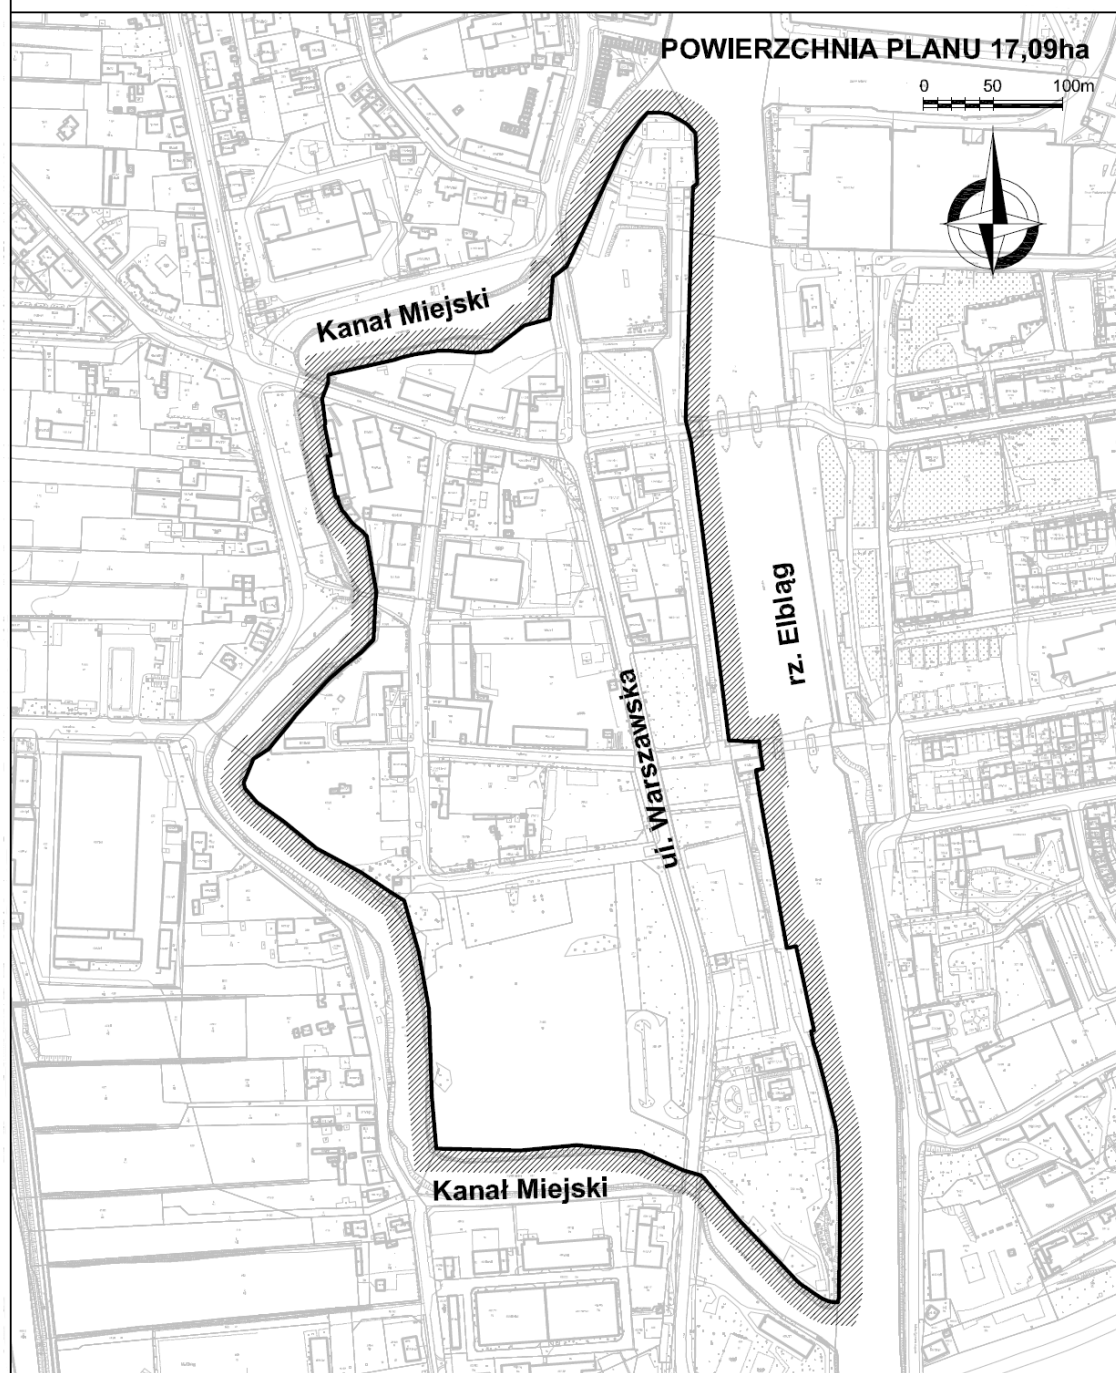 POWIERZCHNIA PLANU 17,09ha
0 50 100m
Kanał Miejski
rz. Elbląg
ul. Warszawska
Kanał Miejski